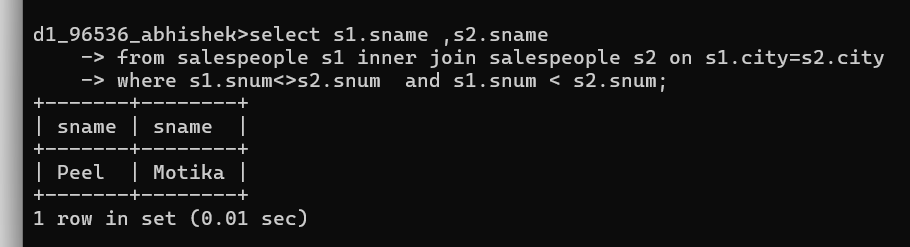 d1_96536_abhishek>select s1.sname ,s2.sname
    -> from salespeople s1 inner join salespeople s2 on s1.city=s2.city
    -> where s1.snum<>s2.snum  and s1.snum < s2.snum;
+-------+--------+
| sname | sname  |
+-------+--------+
| Peel  | Motika |
+-------+--------+
1 row in set (0.01 sec)